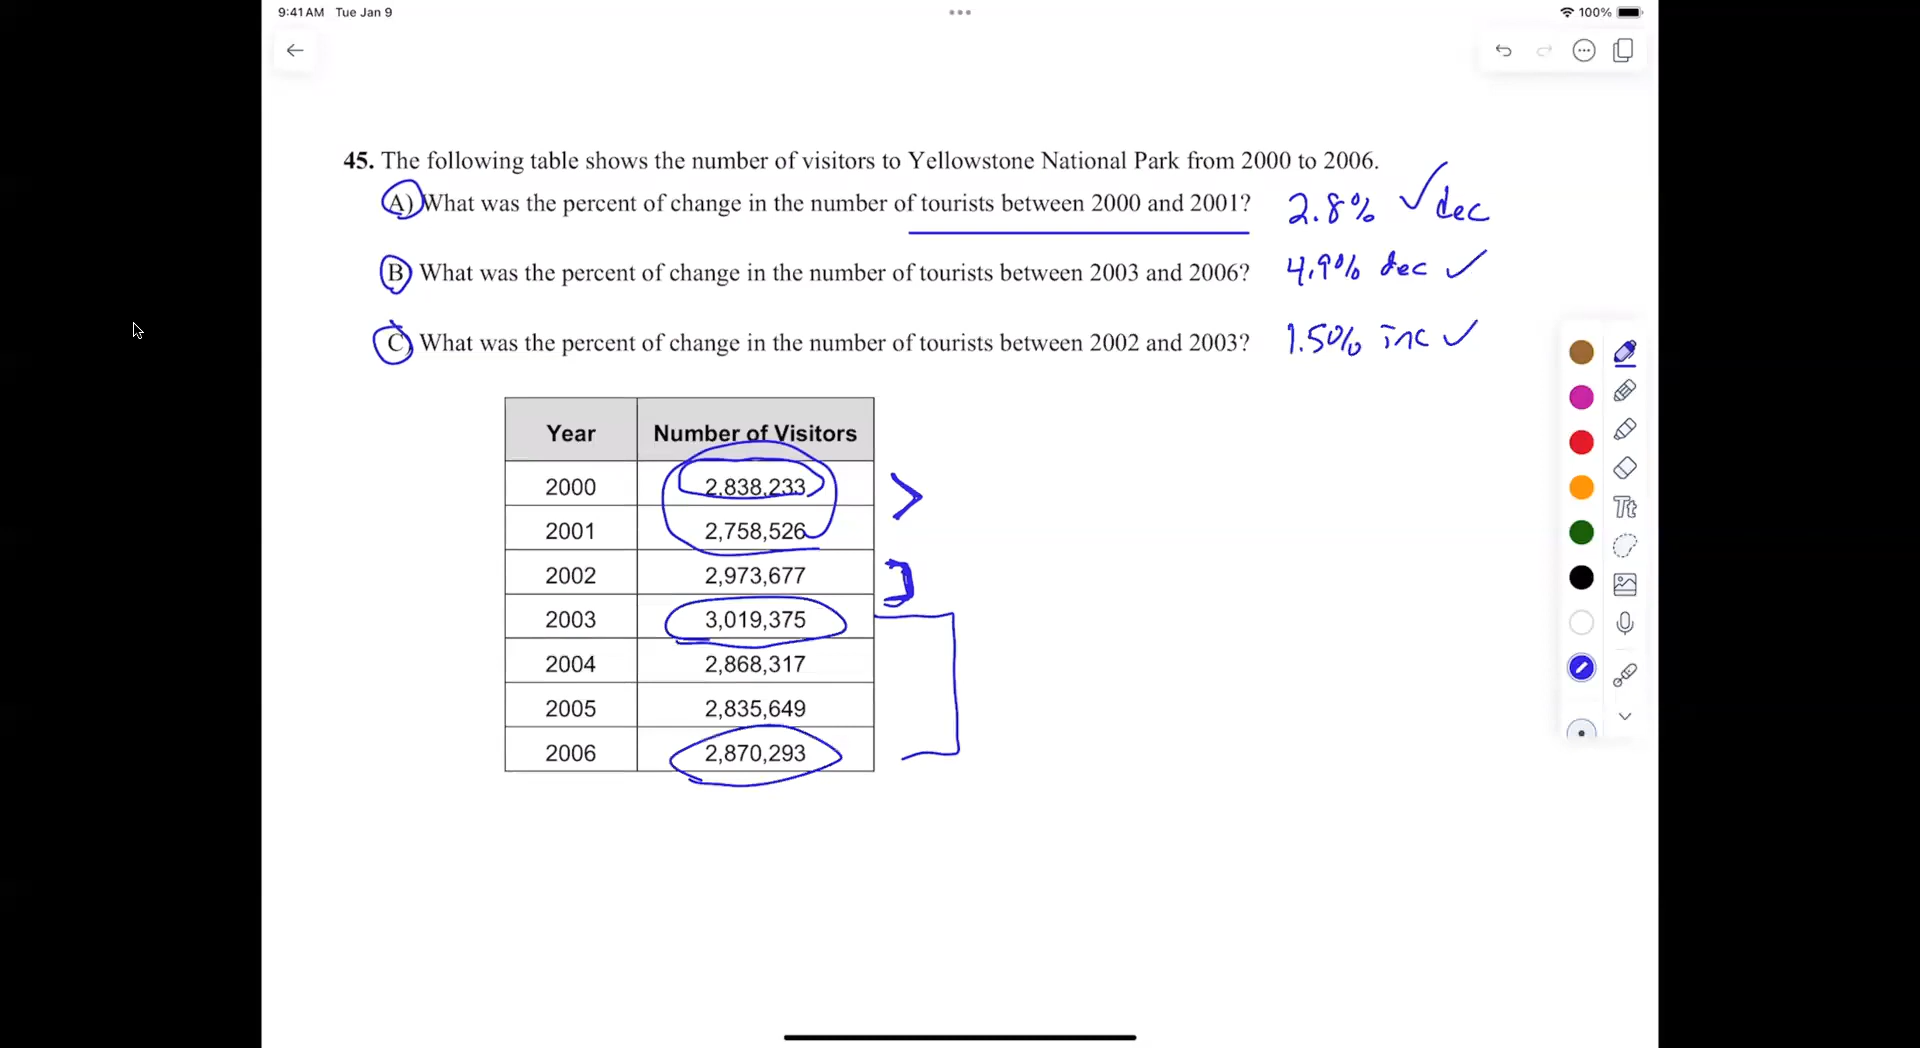 9:41 AM Tue Jan 9
100%
45. The following table shows the number of visitors to Yellowstone National Park from 2000 to 2006.
A) What was the percent of change in the number of tourists between 2000 and 2001? 2.8% ✓ dec
B) What was the percent of change in the number of tourists between 2003 and 2006? 4.9% dec ✓
C) What was the percent of change in the number of tourists between 2002 and 2003? 1.50% inc ✓
Year Number of Visitors
2000 2,838,233
2001 2,758,526
2002 2,973,677
2003 3,019,375
2004 2,868,317
2005 2,835,649
2006 2,870,293
Tt